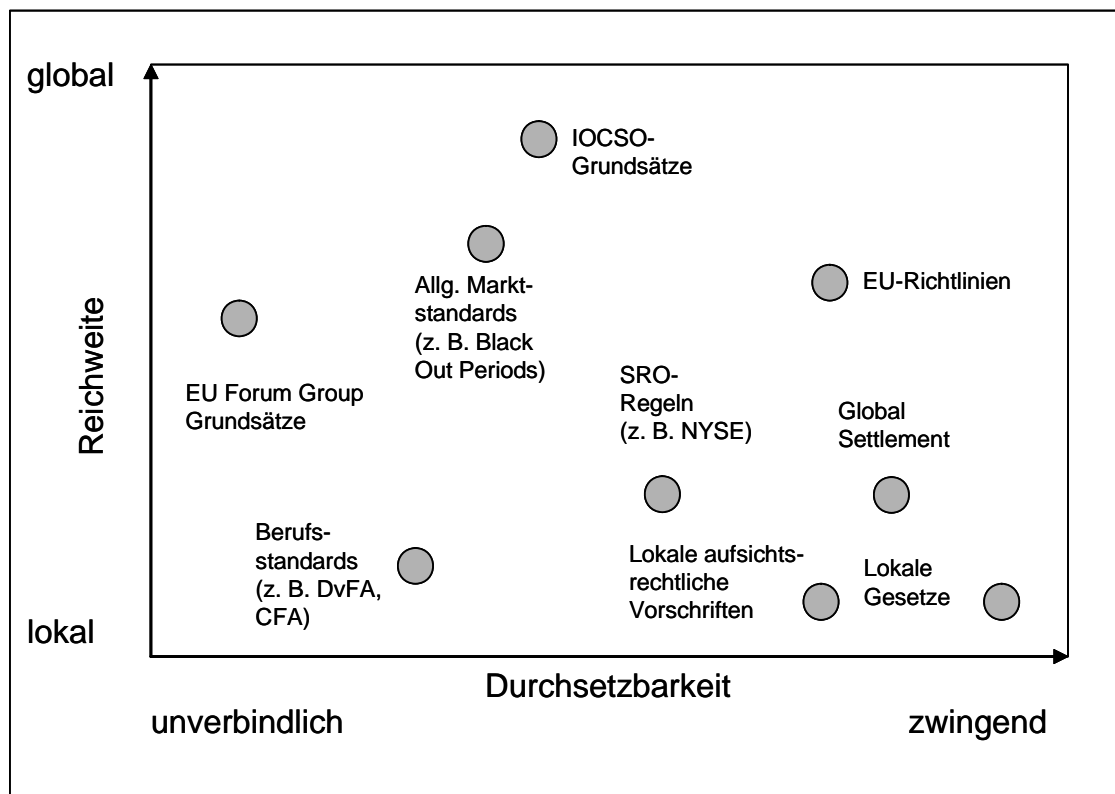 global
IOCSO-
Grundsätze
Allg. Markt-
standards
(z. B. Black
Out Periods)
EU-Richtlinien
Reichweite
EU Forum Group
Grundsätze
SRO-
Regeln
(z. B. NYSE)
Global
Settlement
Berufs-
standards
(z. B. DvFA,
CFA)
Lokale aufsichts-
rechtliche
Vorschriften
Lokale
Gesetze
lokal
Durchsetzbarkeit
unverbindlich
zwingend